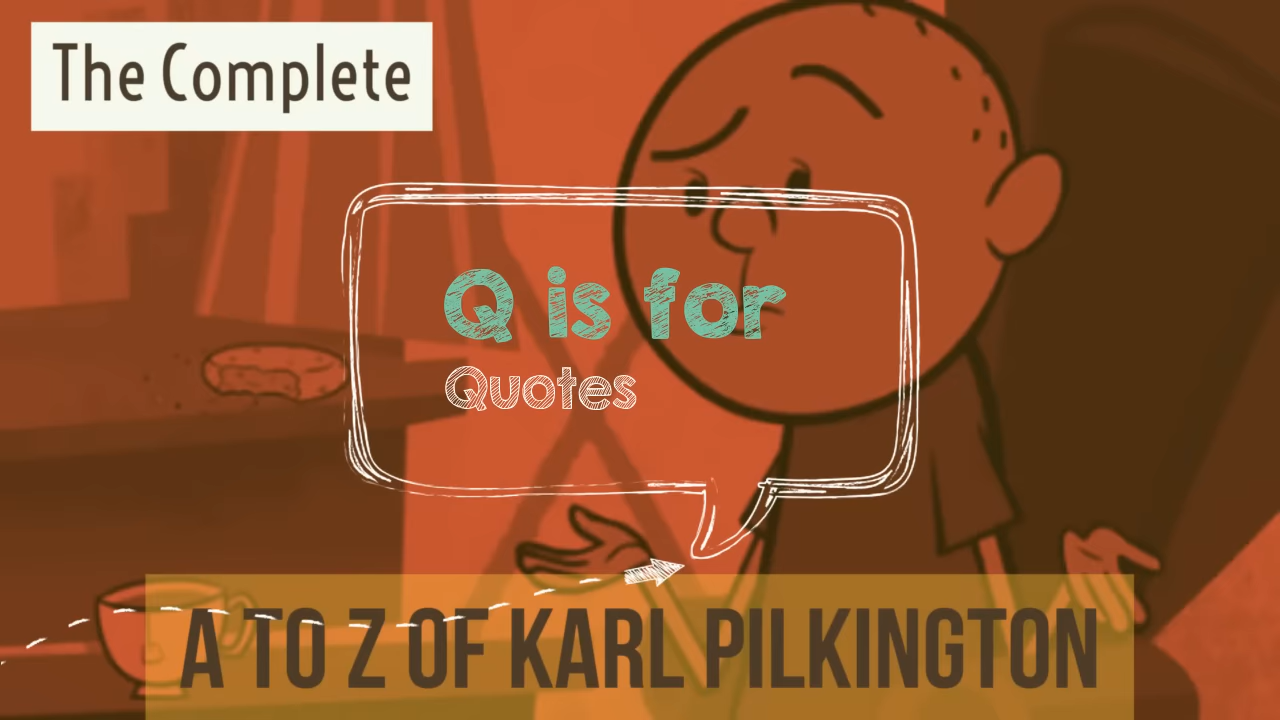 The Complete
Q is for
Quotes
A TO Z OF KARL PILKINGTON